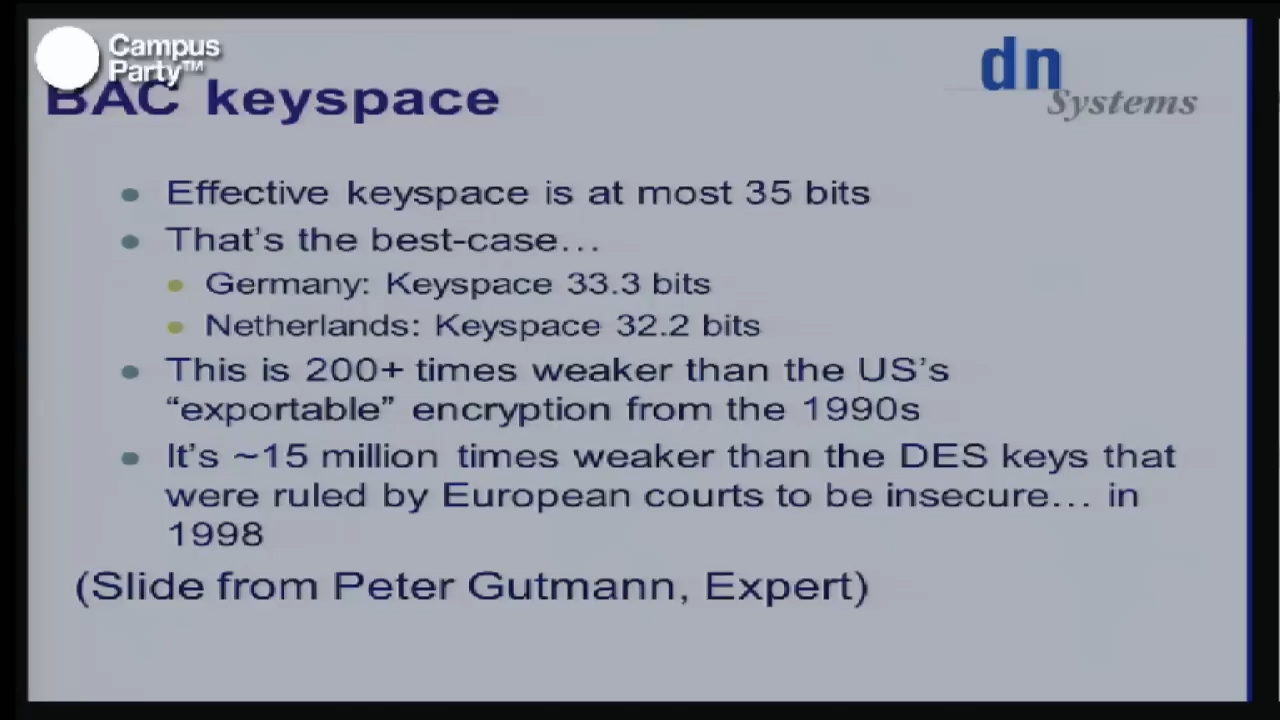 Campus
Party™
dn
Systems
BAC keyspace
Effective keyspace is at most 35 bits
That's the best-case…
Germany: Keyspace 33.3 bits
Netherlands: Keyspace 32.2 bits
This is 200+ times weaker than the US's
“exportable” encryption from the 1990s
It's ~15 million times weaker than the DES keys that
were ruled by European courts to be insecure… in
1998
(Slide from Peter Gutmann, Expert)